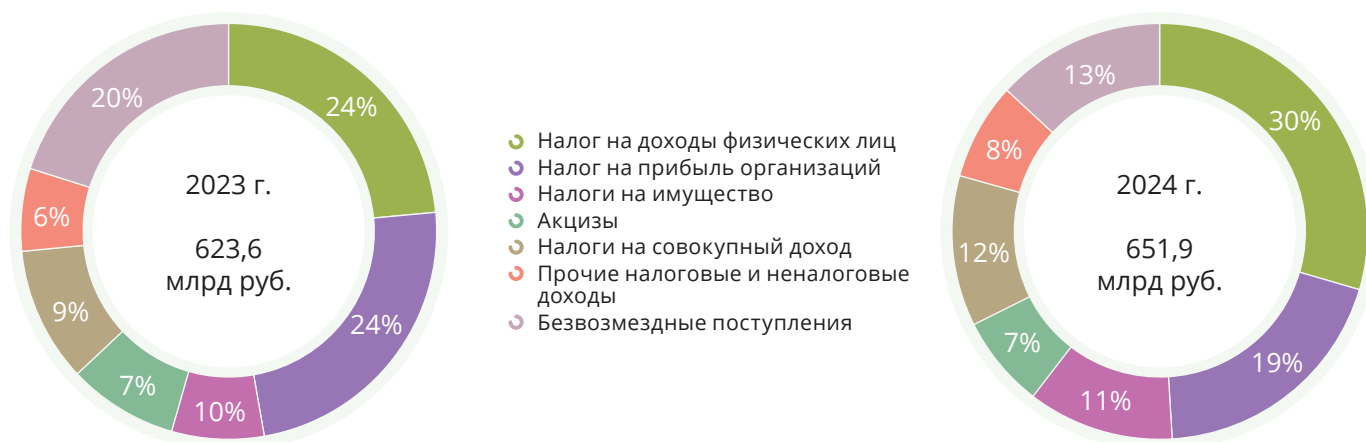 24%
24%
10%
7%
9%
6%
20%
2023 г.
623,6
млрд руб.
Налог на доходы физических лиц
Налог на прибыль организаций
Налоги на имущество
Акцизы
Налоги на совокупный доход
Прочие налоговые и неналоговые
доходы
Безвозмездные поступления
30%
19%
11%
7%
12%
8%
13%
2024 г.
651,9
млрд руб.